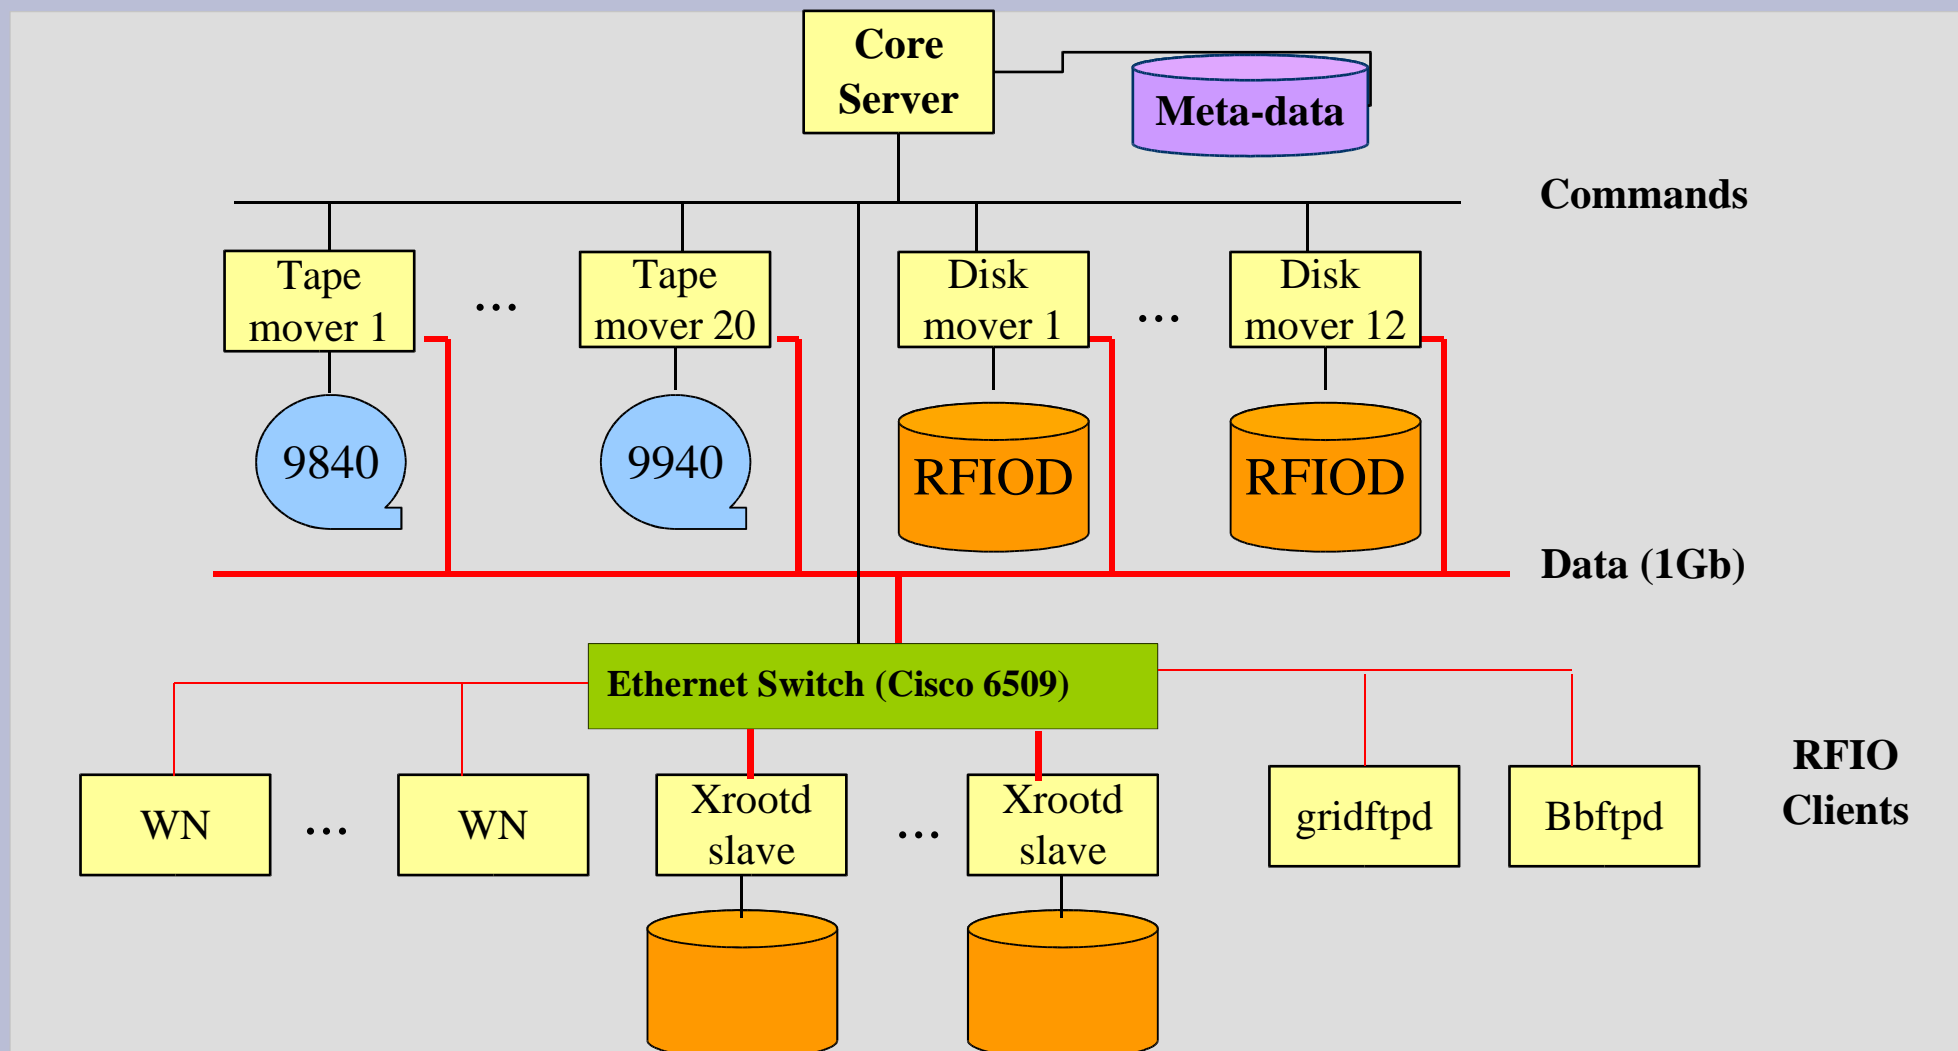 Core
Server
Meta-data
Commands
Tape
mover 1
...
Tape
mover 20
Disk
mover 1
...
Disk
mover 12
9840
9940
RFIOD
RFIOD
Data (1Gb)
Ethernet Switch (Cisco 6509)
WN
...
WN
Xrootd
slave
...
Xrootd
slave
gridftpd
Bbftpd
RFIO
Clients